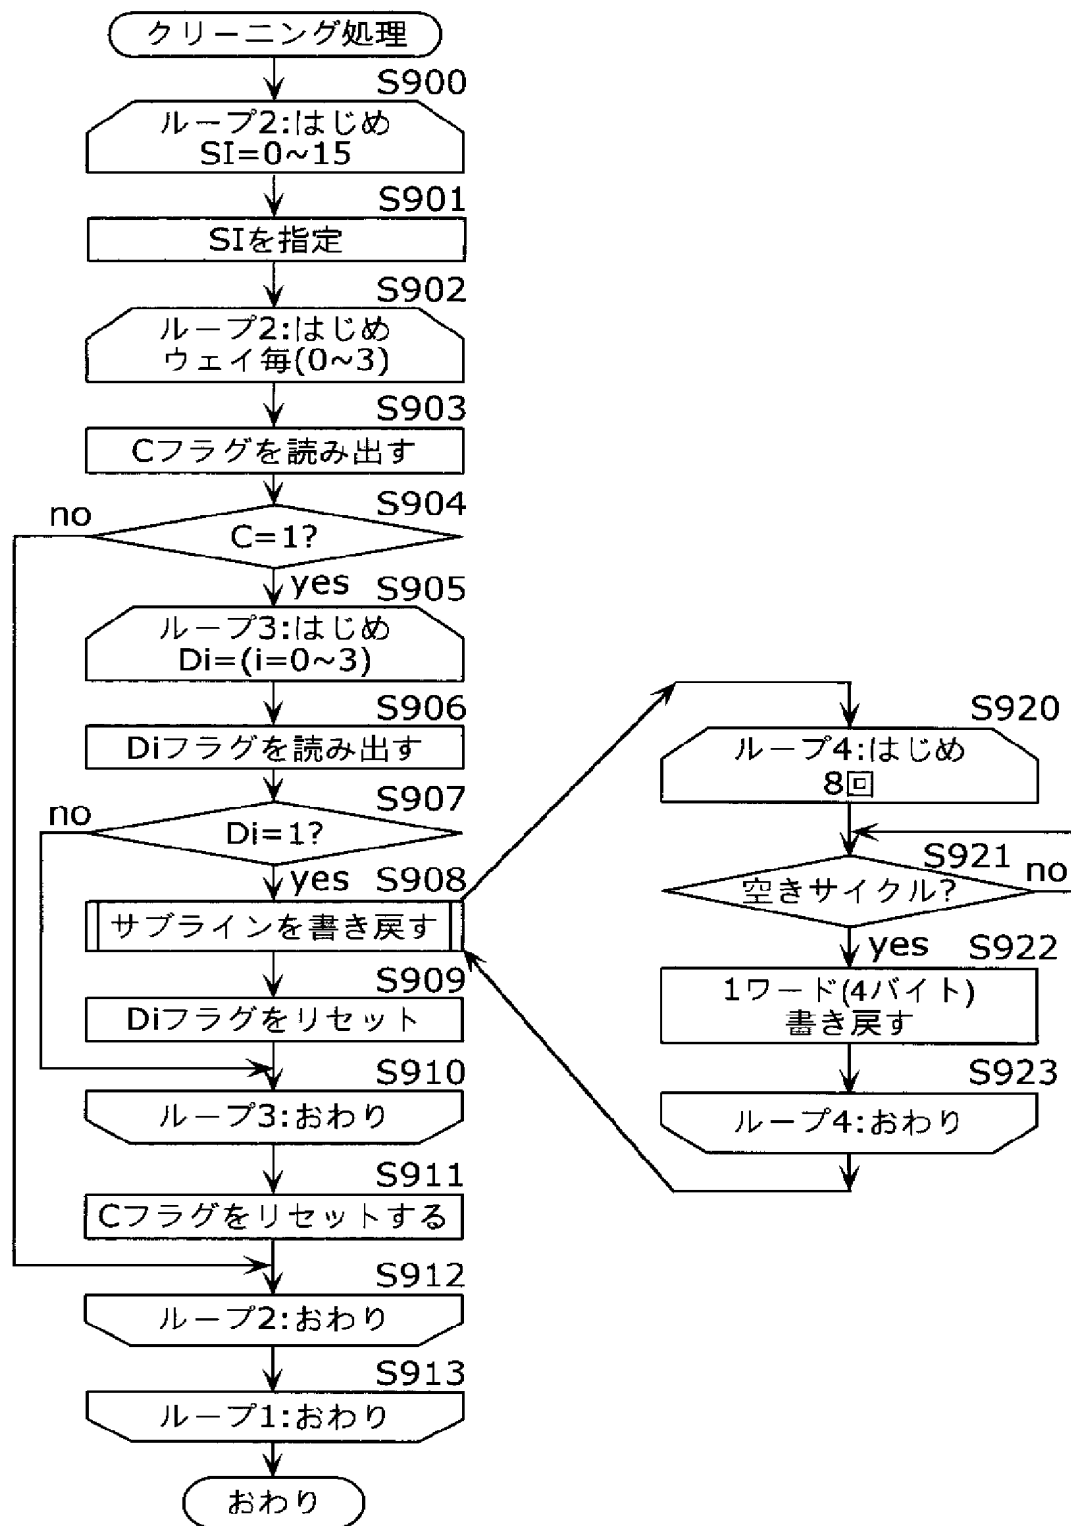 クリーニング処理
S900
ループ2:はじめ
SI=0~15
S901
SIを指定
S902
ループ2:はじめ
ウェイ毎(0~3)
S903
Cフラグを読み出す
S904
no
C=1?
yes
S905
ループ3:はじめ
Di=(i=0~3)
S906
Diフラグを読み出す
S907
no
Di=1?
yes
S908
サブラインを書き戻す
S909
Diフラグをリセット
S910
ループ3:おわり
S911
Cフラグをリセットする
S912
ループ2:おわり
S913
ループ1:おわり
おわり
S920
ループ4:はじめ
8回
S921
空きサイクル?
no
yes
S922
1ワード(4バイト)
書き戻す
S923
ループ4:おわり